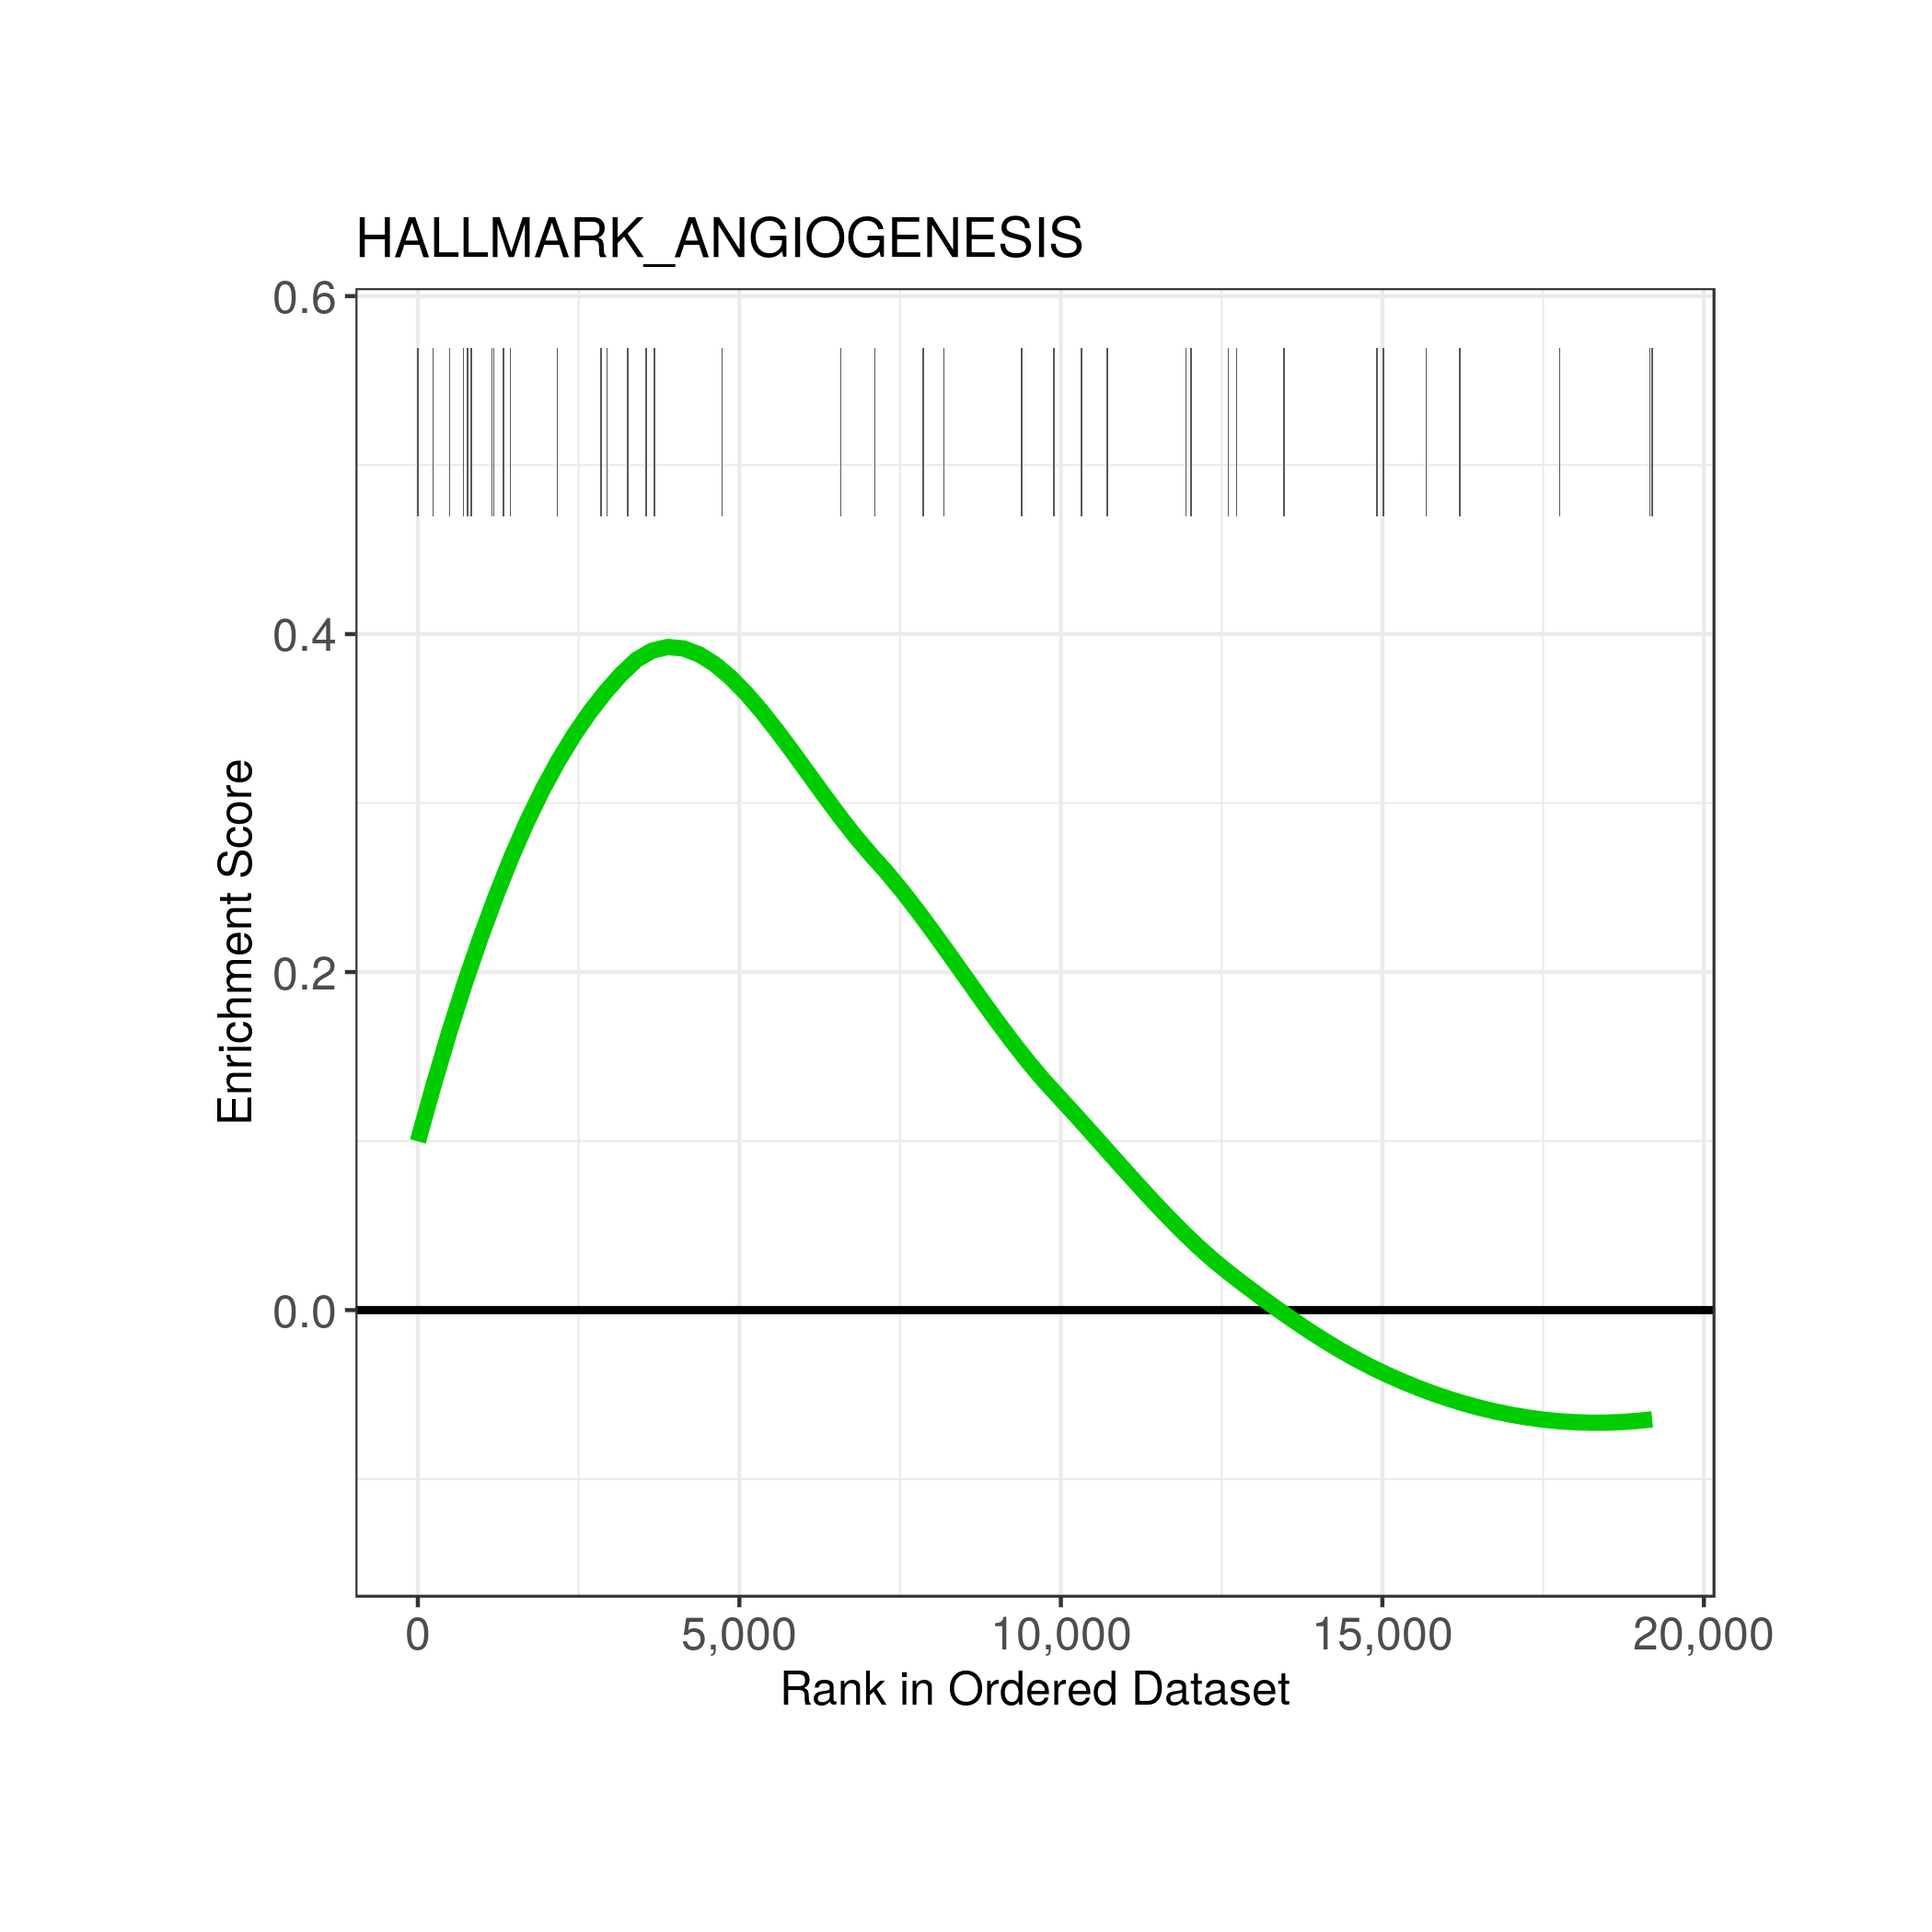 HALLMARK_ANGIOGENESIS
0.6
0.4
0.2
0.0
Enrichment Score
0 5,000 10,000 15,000 20,000
Rank in Ordered Dataset